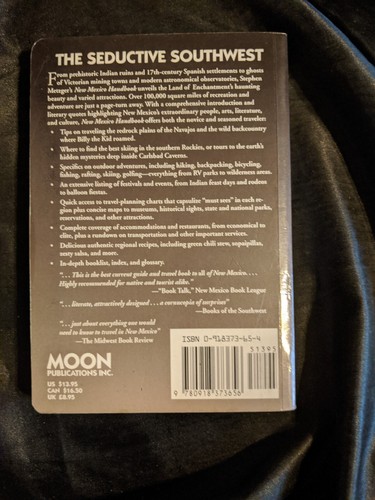 THE SEDUCTIVE SOUTHWEST
From prehistoric Indian ruins and 17th-century Spanish settlements to ghosts
of Victorian mining towns and modern astronomical observatories, Stephen
Metzger's New Mexico Handbook unveils the Land of Enchantment's haunting
beauty and varied attractions. Over 100,000 square miles of recreation and
adventure are just a page-turn away. With a comprehensive introduction and
literary quotes highlighting New Mexico's extraordinary people, arts, literature,
and culture, New Mexico Handbook offers both the novice and seasoned traveler:
• Tips on traveling the redrock plains of the Navajos and the wild backcountry
where Billy the Kid roamed.
• Where to find the best skiing in the southern Rockies, or tours to the earth's
hidden mysteries deep inside Carlsbad Caverns.
• Specifics on outdoor adventures, including hiking, backpacking, bicycling,
fishing, rafting, skiing, golfing—everything from RV parks to wilderness areas.
• An extensive listing of festivals and events, from Indian feast days and rodeos
to balloon fiestas.
• Quick access to travel-planning charts that capsulize "must sees" in each re-
gion plus concise maps to museums, historical sights, state and national parks,
reservations, and other attractions.
• Complete coverage of accommodations and restaurants, from economical to
elite, plus a rundown on transportation and other important services.
• Delicious authentic regional recipes, including green chili stew, sopaipillas,
zesty salsa, and more.
• In-depth booklist, index, and glossary.
". . . This is the best current guide and travel book to all of New Mexico. . . .
Highly recommended for native and tourist alike."
—"Book Talk," New Mexico Book League
". . . literate, attractively designed . . . a cornucopia of surprises"
—Books of the Southwest
". . . just about everything one would
need to know to travel in New Mexico"
—The Midwest Book Review
MOON
PUBLICATIONS INC.
US $13.95
CAN $16.50
UK £8.95
ISBN 0-918373-65-4
51395
9 780918 373656